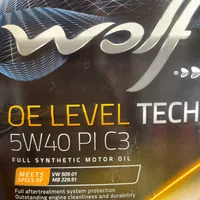 wolf
OE LEVEL TECH
5W40 PI C3
FULL SYNTHETIC MOTOR OIL
MEETS
SPECS OF
VW 505 01
MB 229.51
Full aftertreatment system protection
Outstanding engine cleanliness and durability